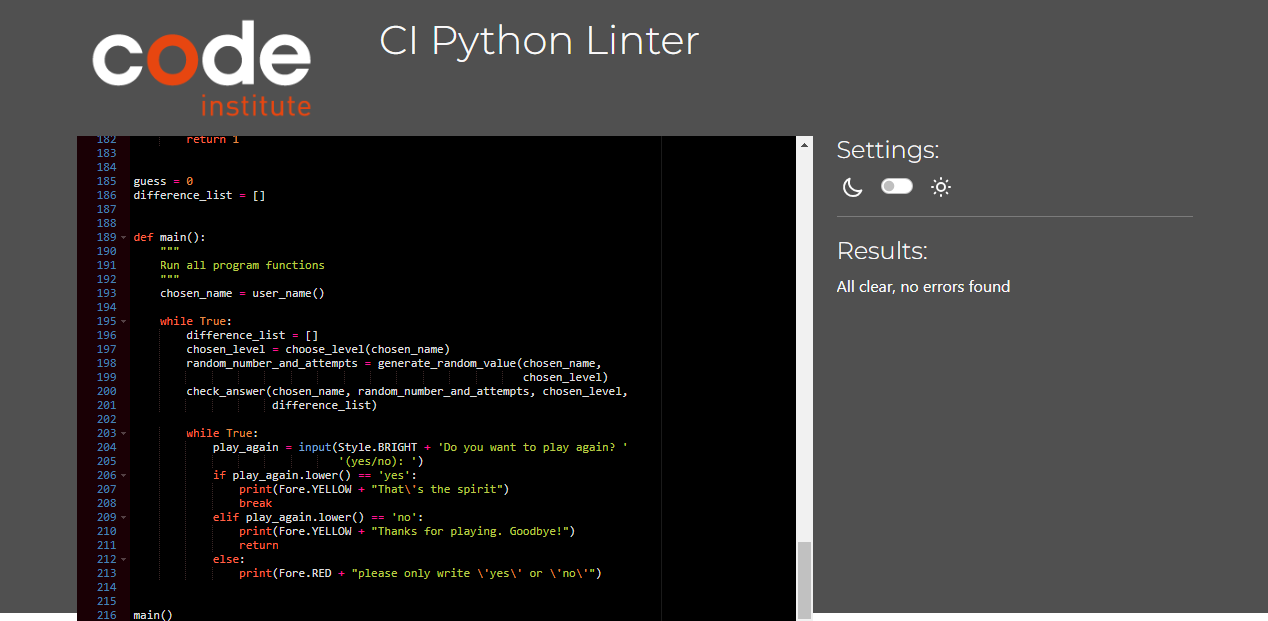 code
institute
CI Python Linter
182 return 1
183
184
185 guess = 0
186 difference_list = []
187
188
189 def main():
190 """
191 Run all program functions
192 """
193 chosen_name = user_name()
194
195 while True:
196 difference_list = []
197 chosen_level = choose_level(chosen_name)
198 random_number_and_attempts = generate_random_value(chosen_name,
199 chosen_level)
200 check_answer(chosen_name, random_number_and_attempts, chosen_level,
201 difference_list)
202
203 while True:
204 play_again = input(Style.BRIGHT + 'Do you want to play again? '
205 '(yes/no): ')
206 if play_again.lower() == 'yes':
207 print(Fore.YELLOW + "That\'s the spirit")
208 break
209 elif play_again.lower() == 'no':
210 print(Fore.YELLOW + "Thanks for playing. Goodbye!")
211 return
212 else:
213 print(Fore.RED + "please only write \'yes\' or \'no\'")
214
215
216 main()
Settings:
Results:
All clear, no errors found